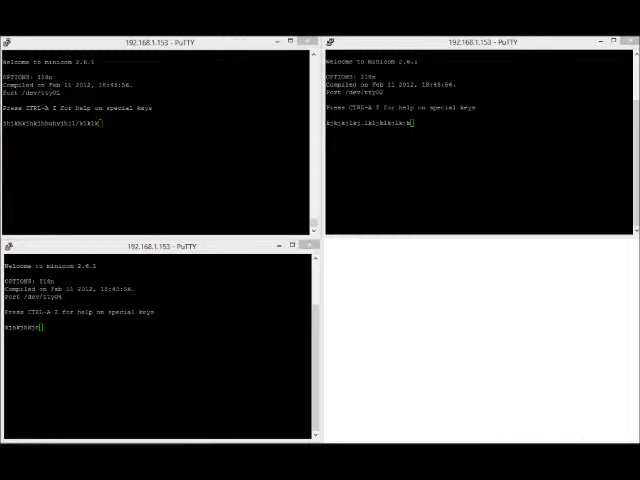 192.168.1.153 - PuTTY
Welcome to minicom 2.6.1
OPTIONS: I18n
Compiled on Feb 11 2012, 18:45:56.
Port /dev/ttyO1
Press CTRL-A Z for help on special keys
192.168.1.153 - PuTTY
Welcome to minicom 2.6.1
OPTIONS: I18n
Compiled on Feb 11 2012, 18:45:56.
Port /dev/ttyO2
Press CTRL-A Z for help on special keys
kjkjkjlkj.lkljklkjlkjk
192.168.1.153 - PuTTY
Welcome to minicom 2.6.1
OPTIONS: I18n
Compiled on Feb 11 2012, 18:45:56.
Port /dev/ttyO4
Press CTRL-A Z for help on special keys